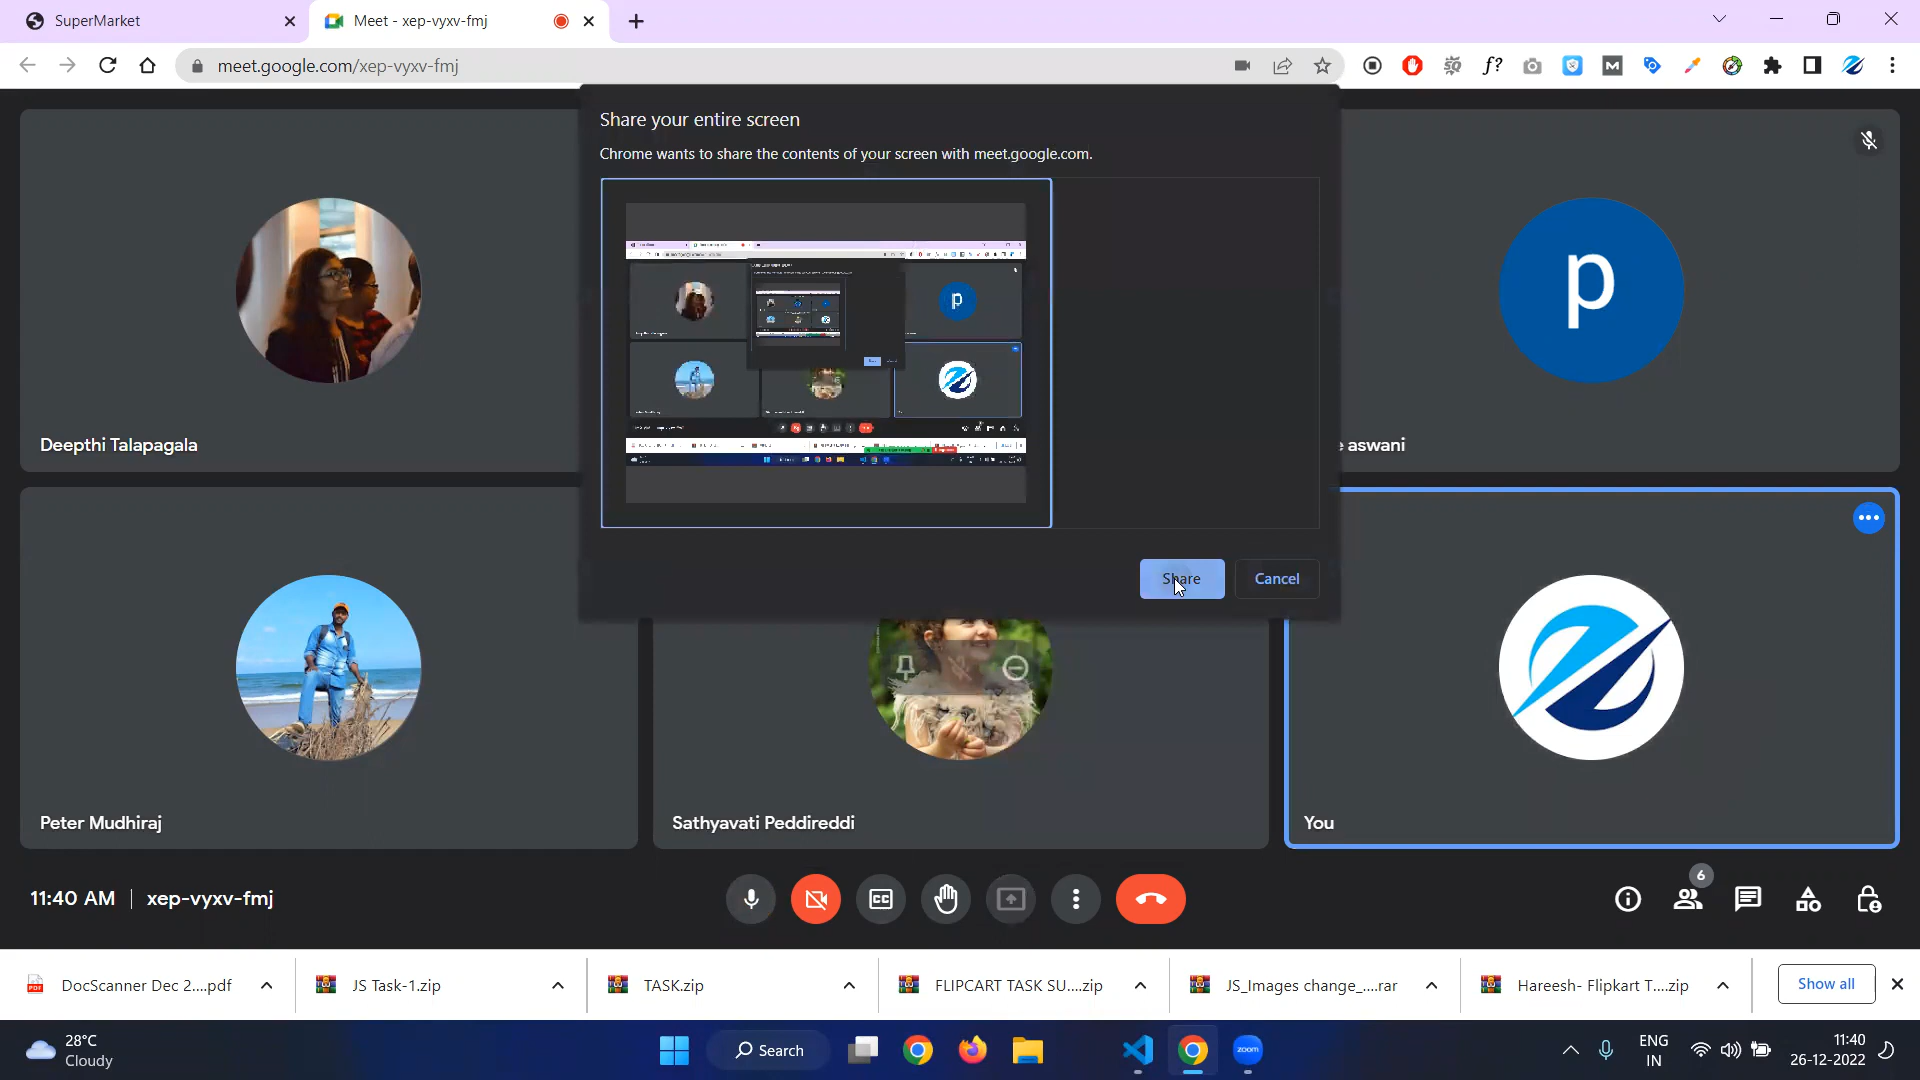 SuperMarket
Meet - xep-vyxv-fmj
meet.google.com/xep-vyxv-fmj
f?
M
Share your entire screen
Chrome wants to share the contents of your screen with meet.google.com.
p
p
Deepthi Talapagala
aswani
Share
Cancel
Peter Mudhiraj
Sathyavati Peddireddi
You
11:40 AM | xep-vyxv-fmj
CC
6
PDF
DocScanner Dec 2....pdf
JS Task-1.zip
TASK.zip
FLIPCART TASK SU....zip
JS_Images change_....rar
Hareesh- Flipkart T....zip
Show all
28°C
Cloudy
Search
zoom
ENG
IN
11:40
26-12-2022